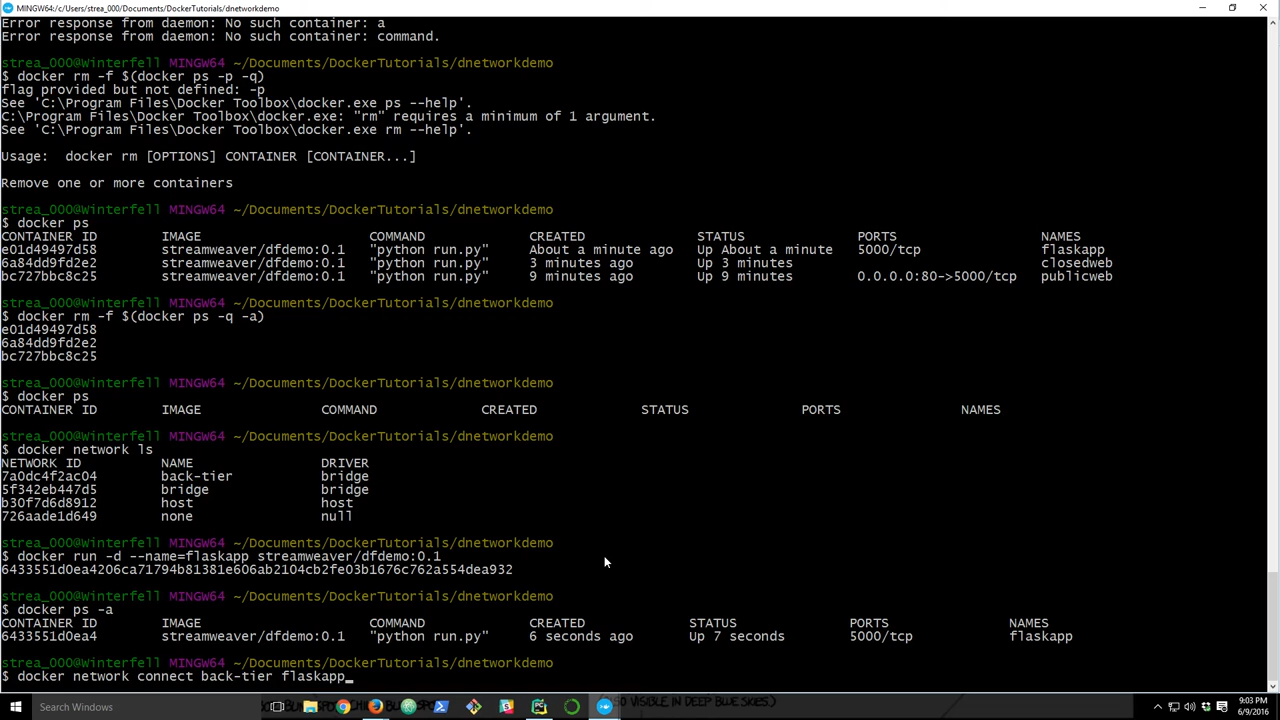 MINGW64:/c/Users/strea_000/Documents/DockerTutorials/dnetworkdemo
Error response from daemon: No such container: a
Error response from daemon: No such container: command.
strea_000@Winterfell MINGW64 ~/Documents/DockerTutorials/dnetworkdemo
$ docker rm -f $(docker ps -p -q)
flag provided but not defined: -p
See 'C:\Program Files\Docker Toolbox\docker.exe ps --help'.
C:\Program Files\Docker Toolbox\docker.exe: "rm" requires a minimum of 1 argument.
See 'C:\Program Files\Docker Toolbox\docker.exe rm --help'.
Usage:  docker rm [OPTIONS] CONTAINER [CONTAINER...]
Remove one or more containers
strea_000@Winterfell MINGW64 ~/Documents/DockerTutorials/dnetworkdemo
$ docker ps
CONTAINER ID        IMAGE               COMMAND             CREATED              STATUS              PORTS                  NAMES
e01d49497d58        streamweaver/dfdemo:0.1   "python run.py"     About a minute ago   Up About a minute   5000/tcp               flaskapp
6a84dd9fd2e2        streamweaver/dfdemo:0.1   "python run.py"     3 minutes ago        Up 3 minutes                               closedweb
bc727bbc8c25        streamweaver/dfdemo:0.1   "python run.py"     9 minutes ago        Up 9 minutes        0.0.0.0:80->5000/tcp   publicweb
strea_000@Winterfell MINGW64 ~/Documents/DockerTutorials/dnetworkdemo
$ docker rm -f $(docker ps -q -a)
e01d49497d58
6a84dd9fd2e2
bc727bbc8c25
strea_000@Winterfell MINGW64 ~/Documents/DockerTutorials/dnetworkdemo
$ docker ps
CONTAINER ID        IMAGE               COMMAND             CREATED             STATUS              PORTS               NAMES
strea_000@Winterfell MINGW64 ~/Documents/DockerTutorials/dnetworkdemo
$ docker network ls
NETWORK ID          NAME                DRIVER
7a0dc4f2ac04        back-tier           bridge
5f342eb447d5        bridge              bridge
b30f7d6d8912        host                host
726aade1d649        none                null
strea_000@Winterfell MINGW64 ~/Documents/DockerTutorials/dnetworkdemo
$ docker run -d --name=flaskapp streamweaver/dfdemo:0.1
6433551d0ea4206ca71794b81381e606ab2104cb2fe03b1676c762a554dea932
strea_000@Winterfell MINGW64 ~/Documents/DockerTutorials/dnetworkdemo
$ docker ps -a
CONTAINER ID        IMAGE               COMMAND             CREATED             STATUS              PORTS               NAMES
6433551d0ea4        streamweaver/dfdemo:0.1   "python run.py"     6 seconds ago       Up 7 seconds        5000/tcp            flaskapp
strea_000@Winterfell MINGW64 ~/Documents/DockerTutorials/dnetworkdemo
$ docker network connect back-tier flaskapp
VISIBLE IN DEEP BLUE SKIES.)
Search Windows
9:03 PM
6/9/2016